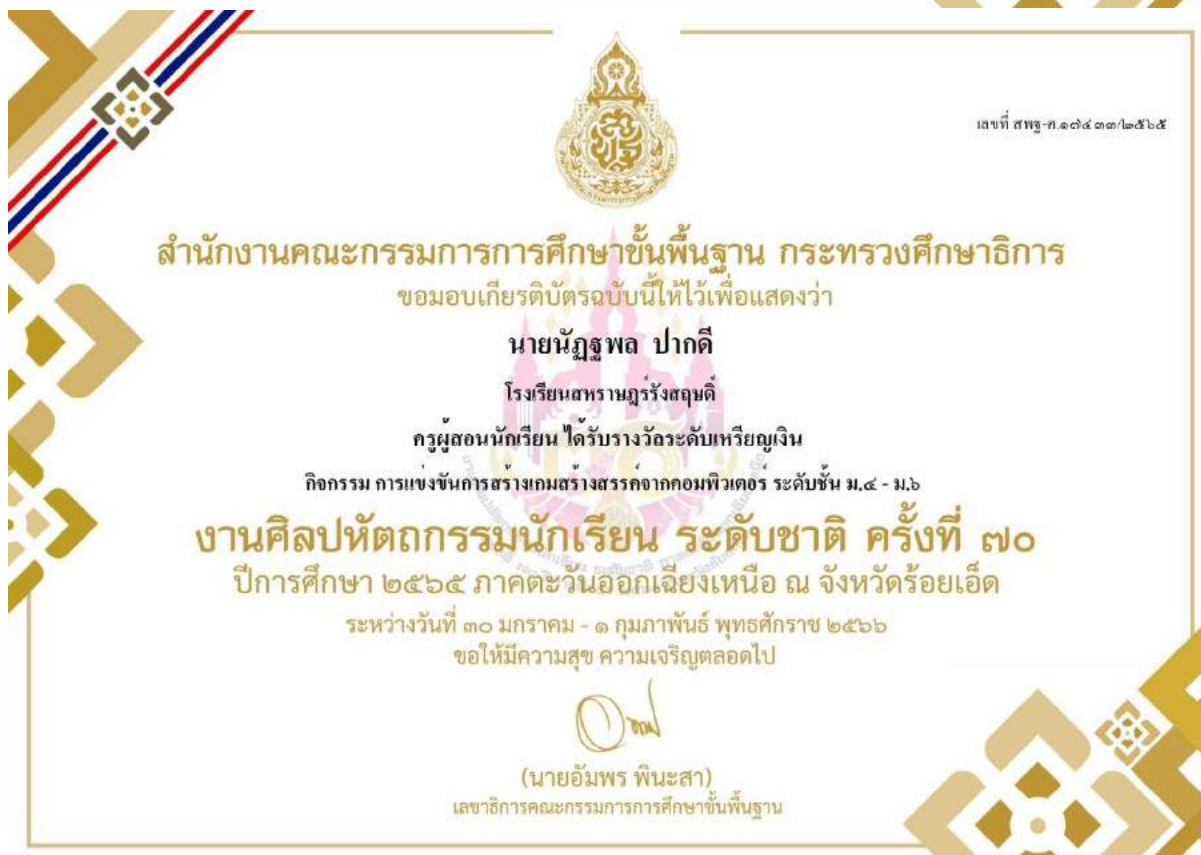 เลขที่ สพฐ-ค.๑๗๔๓๓/๒๕๖๕
สำนักงานคณะกรรมการการศึกษาขั้นพื้นฐาน กระทรวงศึกษาธิการ
ขอมอบเกียรติบัตรฉบับนี้ให้ไว้เพื่อแสดงว่า
นายนัฏฐพล ปากดี
โรงเรียนสหราษฎร์รังสฤษดิ์
ครูผู้สอนนักเรียน ได้รับรางวัลระดับเหรียญเงิน
กิจกรรม การแข่งขันการสร้างเกมสร้างสรรค์จากคอมพิวเตอร์ ระดับชั้น ม.๔ - ม.๖
งานศิลปหัตถกรรมนักเรียน ระดับชาติ ครั้งที่ ๗๐
ปีการศึกษา ๒๕๖๕ ภาคตะวันออกเฉียงเหนือ ณ จังหวัดร้อยเอ็ด
ระหว่างวันที่ ๓๐ มกราคม - ๑ กุมภาพันธ์ พุทธศักราช ๒๕๖๖
ขอให้มีความสุข ความเจริญตลอดไป
(นายอัมพร พินะสา)
เลขาธิการคณะกรรมการการศึกษาขั้นพื้นฐาน